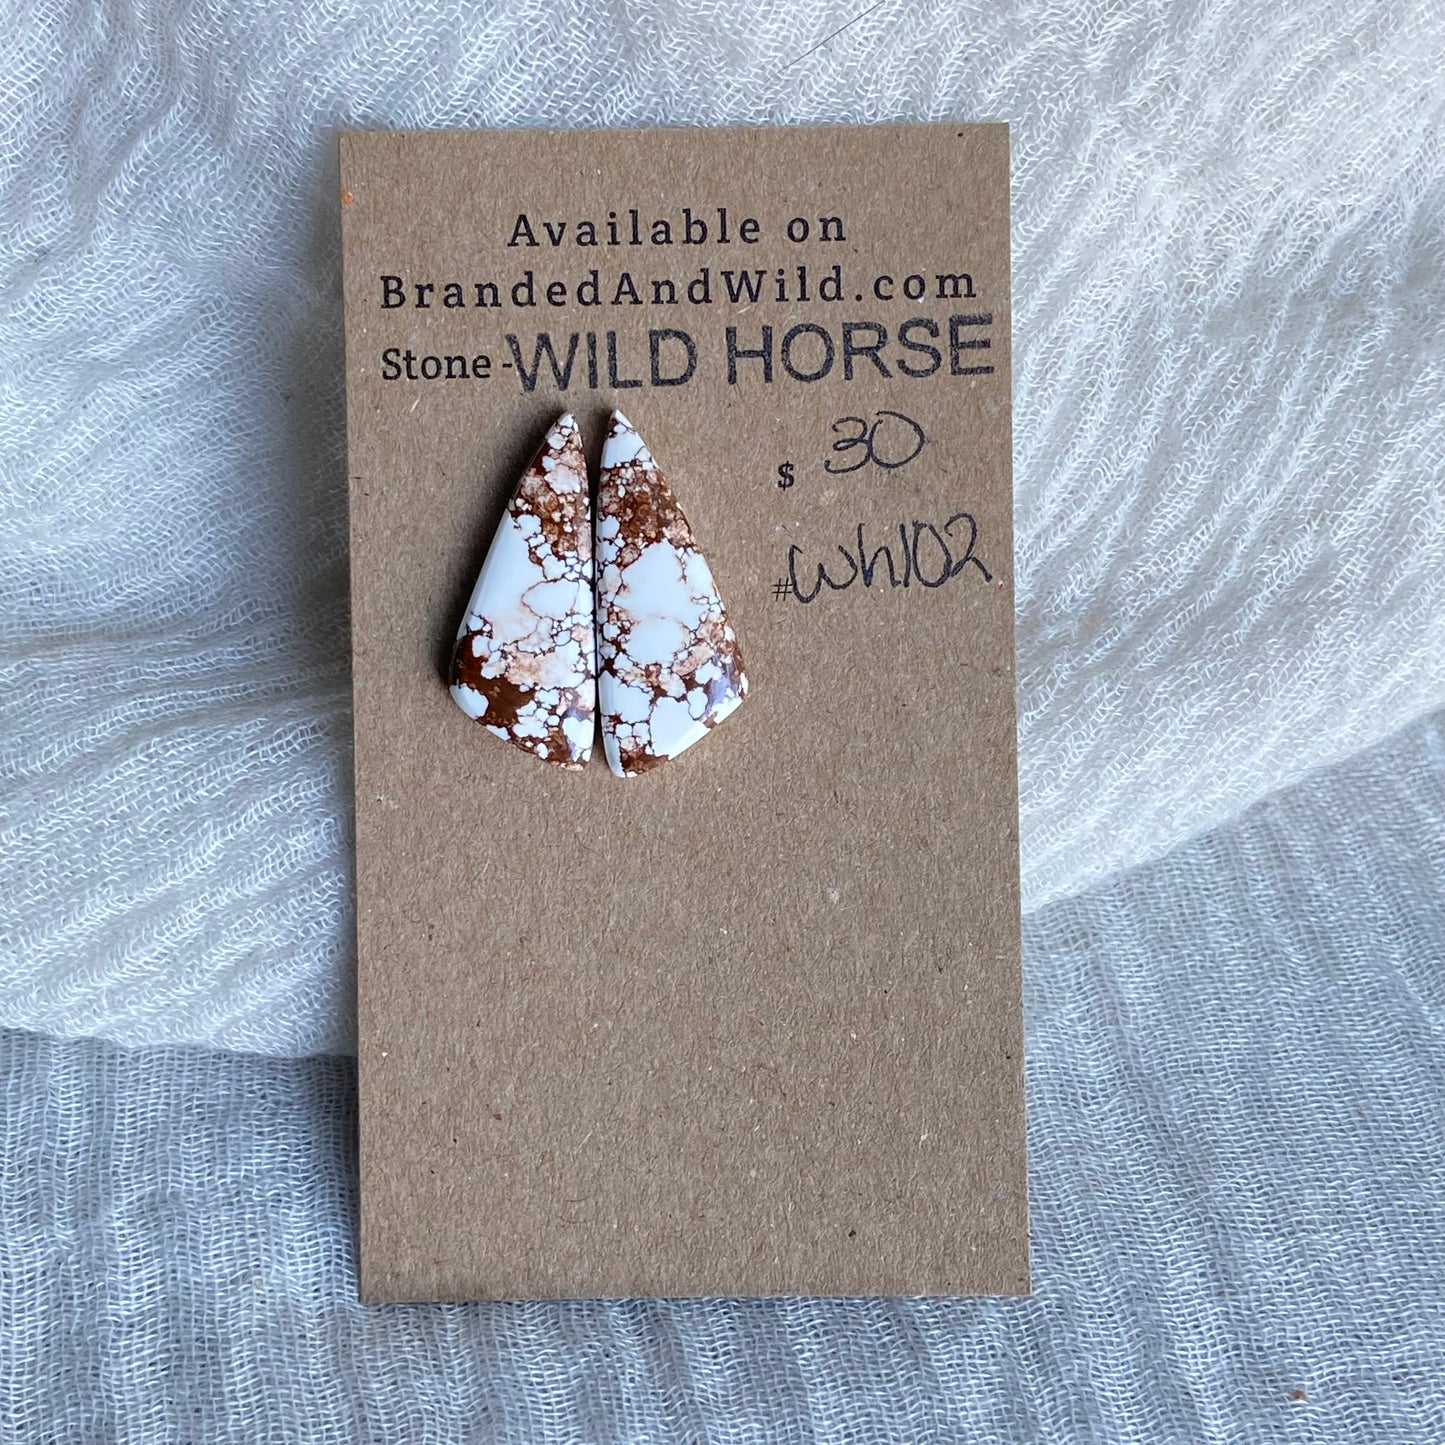 Available on
BrandedAndWild.com
Stone - WILD HORSE
$ 30
# Wh102